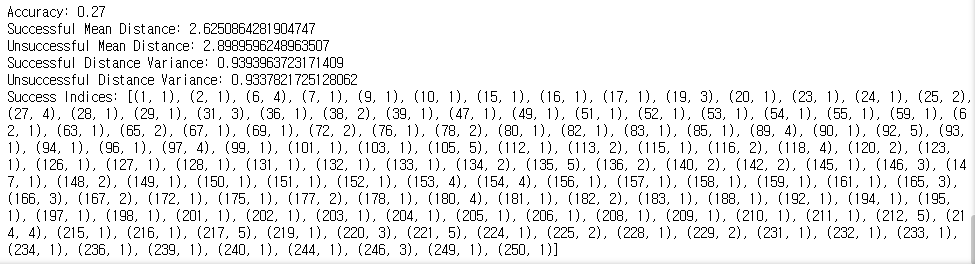 Accuracy: 0.27
Successful Mean Distance: 2.6250864281904747
Unsuccessful Mean Distance: 2.8989596248963507
Successful Distance Variance: 0.9393963723171409
Unsuccessful Distance Variance: 0.9337821725128062
Success Indices: [(1, 1), (2, 1), (6, 4), (7, 1), (9, 1), (10, 1), (15, 1), (16, 1), (17, 1), (19, 3), (20, 1), (23, 1), (24, 1), (25, 2),
(27, 4), (28, 1), (29, 1), (31, 3), (36, 1), (38, 2), (39, 1), (47, 1), (49, 1), (51, 1), (52, 1), (53, 1), (54, 1), (55, 1), (59, 1), (6
2, 1), (63, 1), (65, 2), (67, 1), (69, 1), (72, 2), (76, 1), (78, 2), (80, 1), (82, 1), (83, 1), (85, 1), (89, 4), (90, 1), (92, 5), (93,
1), (94, 1), (96, 1), (97, 4), (99, 1), (101, 1), (103, 1), (105, 5), (112, 1), (113, 2), (115, 1), (116, 2), (118, 4), (120, 2), (123,
1), (126, 1), (127, 1), (128, 1), (131, 1), (132, 1), (133, 1), (134, 2), (135, 5), (136, 2), (140, 2), (142, 2), (145, 1), (146, 3), (14
7, 1), (148, 2), (149, 1), (150, 1), (151, 1), (152, 1), (153, 4), (154, 4), (156, 1), (157, 1), (158, 1), (159, 1), (161, 1), (165, 3),
(166, 3), (167, 2), (172, 1), (175, 1), (177, 2), (178, 1), (180, 4), (181, 1), (182, 2), (183, 1), (188, 1), (192, 1), (194, 1), (195,
1), (197, 1), (198, 1), (201, 1), (202, 1), (203, 1), (204, 1), (205, 1), (206, 1), (208, 1), (209, 1), (210, 1), (211, 1), (212, 5), (21
4, 4), (215, 1), (216, 1), (217, 5), (219, 1), (220, 3), (221, 5), (224, 1), (225, 2), (228, 1), (229, 2), (231, 1), (232, 1), (233, 1),
(234, 1), (236, 1), (239, 1), (240, 1), (244, 1), (246, 3), (249, 1), (250, 1)]